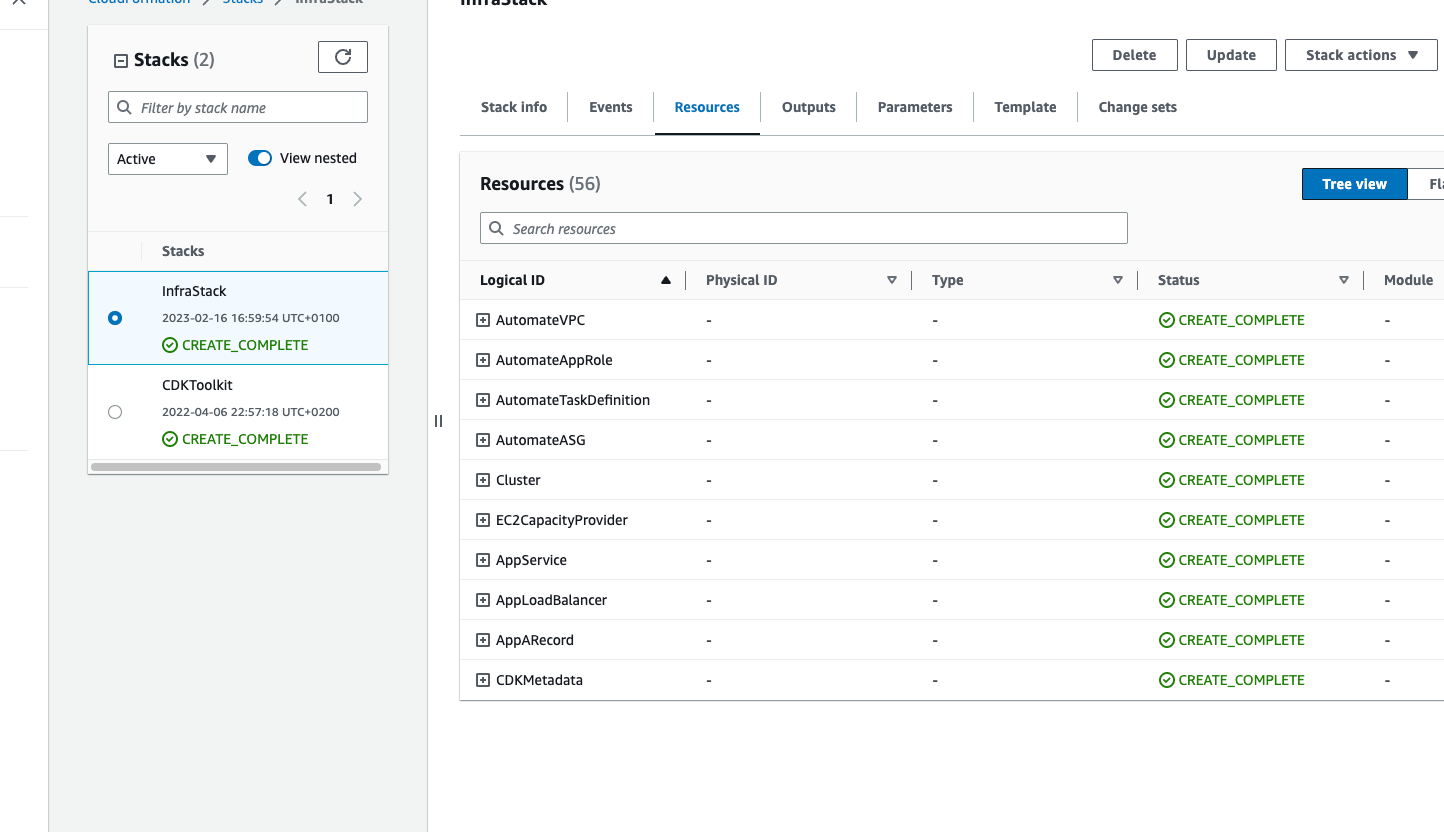 CloudFormation > Stacks > InfraStack
Stacks (2)
Filter by stack name
Active
View nested
1
Stacks
InfraStack
2023-02-16 16:59:54 UTC+0100
CREATE_COMPLETE
CDKToolkit
2022-04-06 22:57:18 UTC+0200
CREATE_COMPLETE
InfraStack
Delete Update Stack actions
Stack info Events Resources Outputs Parameters Template Change sets
Resources (56)
Tree view
Search resources
Logical ID Physical ID Type Status Module
AutomateVPC - - CREATE_COMPLETE -
AutomateAppRole - - CREATE_COMPLETE -
AutomateTaskDefinition - - CREATE_COMPLETE -
AutomateASG - - CREATE_COMPLETE -
Cluster - - CREATE_COMPLETE -
EC2CapacityProvider - - CREATE_COMPLETE -
AppService - - CREATE_COMPLETE -
AppLoadBalancer - - CREATE_COMPLETE -
AppARecord - - CREATE_COMPLETE -
CDKMetadata - - CREATE_COMPLETE -